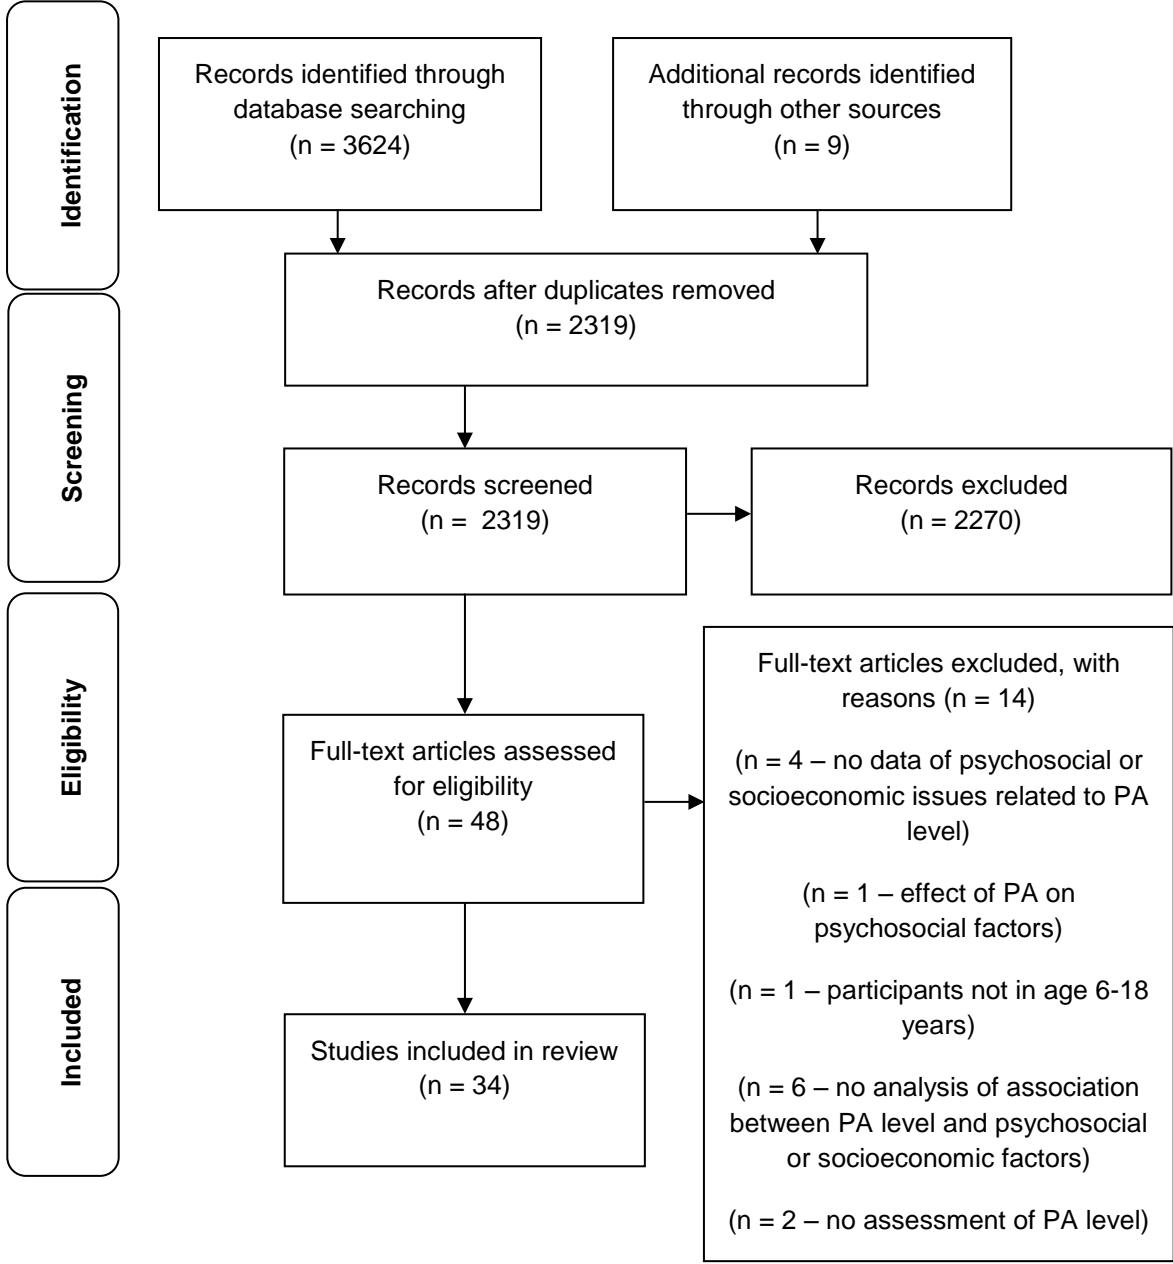 Identification
Records identified through
database searching
(n = 3624)
Additional records identified
through other sources
(n = 9)
Records after duplicates removed
(n = 2319)
Screening
Records screened
(n =  2319)
Records excluded
(n = 2270)
Eligibility
Full-text articles assessed
for eligibility
(n = 48)
Full-text articles excluded, with
reasons (n = 14)
(n = 4 – no data of psychosocial or
socioeconomic issues related to PA
level)
(n = 1 – effect of PA on
psychosocial factors)
(n = 1 – participants not in age 6-18
years)
(n = 6 – no analysis of association
between PA level and psychosocial
or socioeconomic factors)
(n = 2 – no assessment of PA level)
Included
Studies included in review
(n = 34)